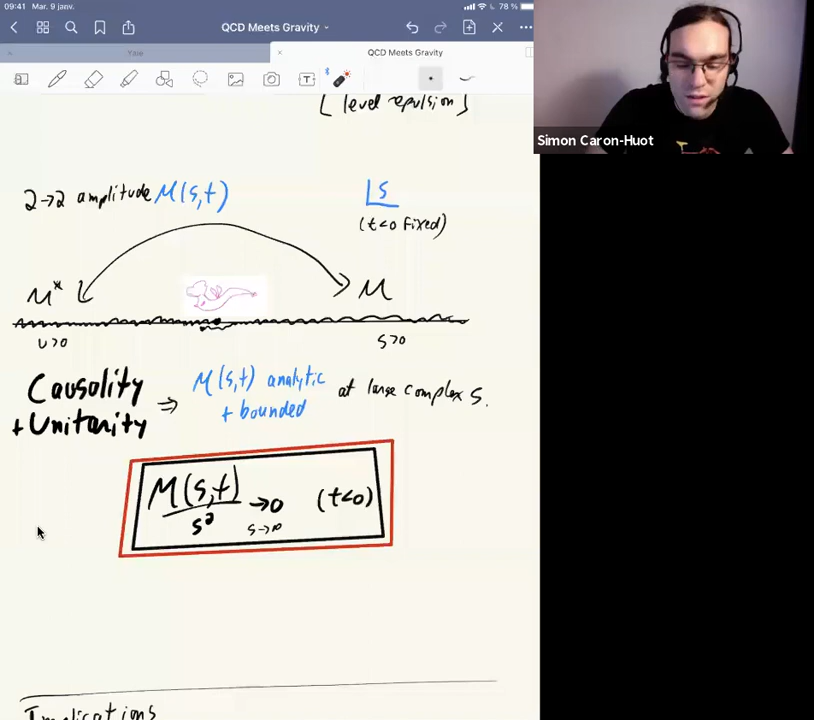 09:41 Mar. 9 janv.
78 %
QCD Meets Gravity
QCD Meets Gravity
T
Simon Caron-Huot
[level repulsion]
2→2 amplitude M(s,t)
s
(t<0 fixed)
M* M
u>0 s>0
Causality ⇒ M(s,t) analytic at large complex s.
+Unitarity + bounded
M(s,t)/s² →0 (t<0)
s→∞
Implications